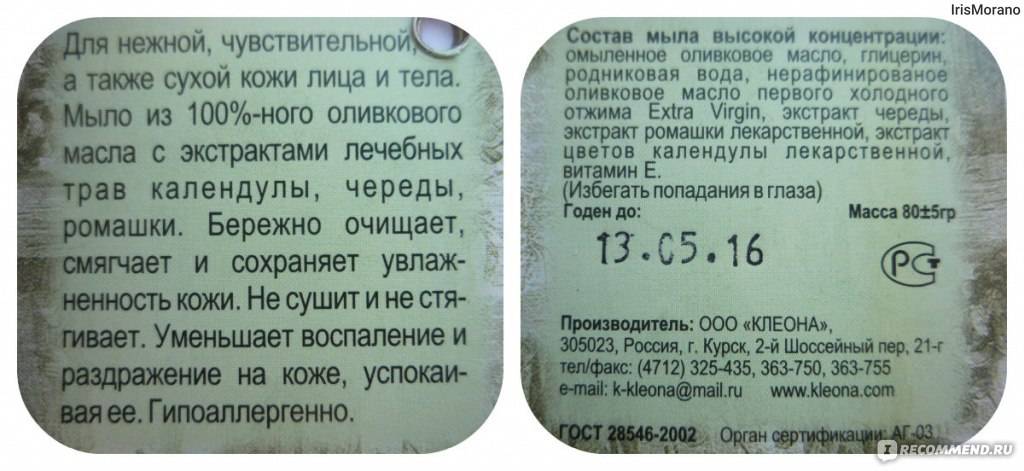 IrisMorano
Для нежной, чувствительной,
а также сухой кожи лица и тела.
Мыло из 100%-ного оливкового
масла с экстрактами лечебных
трав календулы, череды,
ромашки. Бережно очищает,
смягчает и сохраняет увлаж-
ненность кожи. Не сушит и не стя-
гивает. Уменьшает воспаление и
раздражение на коже, успокаи-
вая ее. Гипоаллергенно.
Состав мыла высокой концентрации:
омыленное оливковое масло, глицерин,
родниковая вода, нерафинированое
оливковое масло первого холодного
отжима Extra Virgin, экстракт череды,
экстракт ромашки лекарственной, экстракт
цветов календулы лекарственной,
витамин Е.
(Избегать попадания в глаза)
Годен до: Масса 80±5гр
13.05.16
РСТ
Производитель: ООО «КЛЕОНА»,
305023, Россия, г. Курск, 2-й Шоссейный пер, 21-г
тел/факс: (4712) 325-435, 363-750, 363-755
e-mail: k-kleona@mail.ru www.kleona.com
ГОСТ 28546-2002 Орган сертификации: АГ-03
RECOMMEND.RU